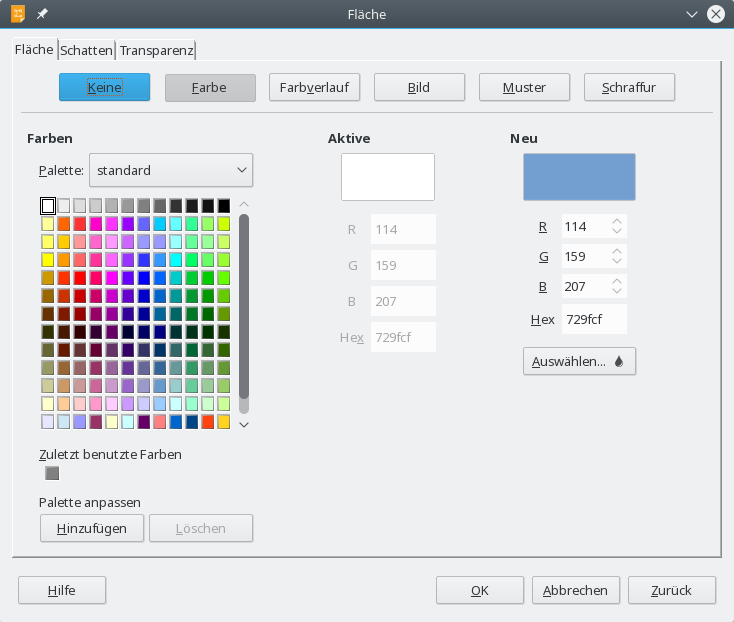 Fläche
Fläche Schatten Transparenz
Keine Farbe Farbverlauf Bild Muster Schraffur
Farben Aktive Neu
Palette: standard
R 114 R 114
G 159 G 159
B 207 B 207
Hex 729fcf Hex 729fcf
Auswählen...
Zuletzt benutzte Farben
Palette anpassen
Hinzufügen Löschen
Hilfe OK Abbrechen Zurück